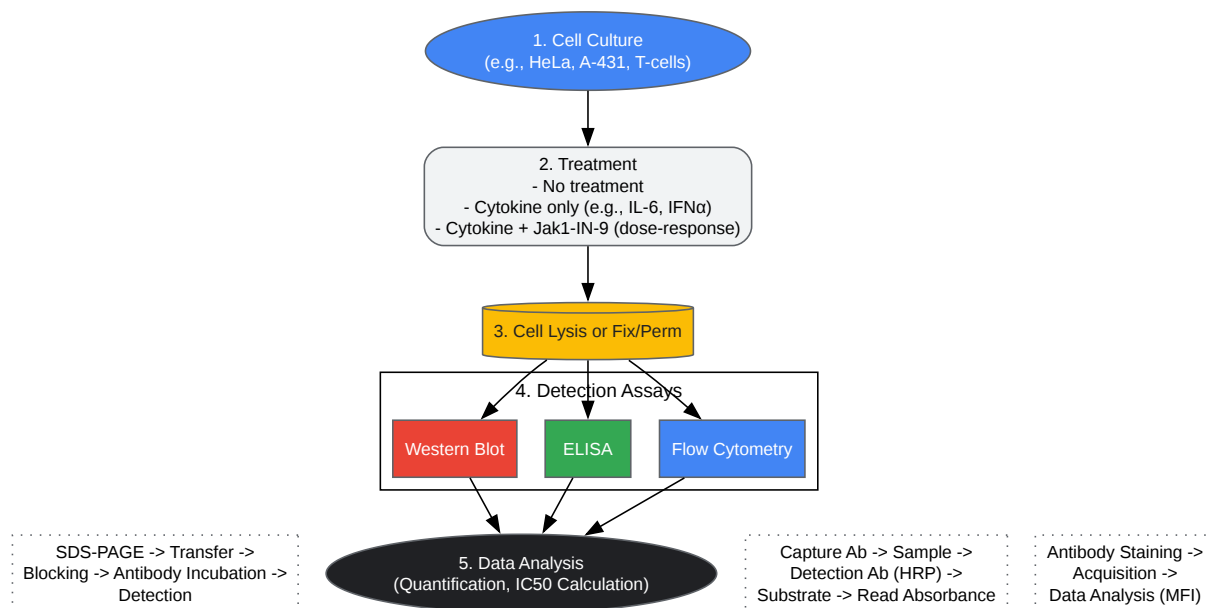 1. Cell Culture
(e.g., HeLa, A-431, T-cells)
2. Treatment
- No treatment
- Cytokine only (e.g., IL-6, IFNα)
- Cytokine + Jak1-IN-9 (dose-response)
3. Cell Lysis or Fix/Perm
4. Detection Assays
Western Blot
ELISA
Flow Cytometry
5. Data Analysis
(Quantification, IC50 Calculation)
SDS-PAGE -> Transfer ->
Blocking -> Antibody Incubation ->
Detection
Capture Ab -> Sample ->
Detection Ab (HRP) ->
Substrate -> Read Absorbance
Antibody Staining ->
Acquisition ->
Data Analysis (MFI)